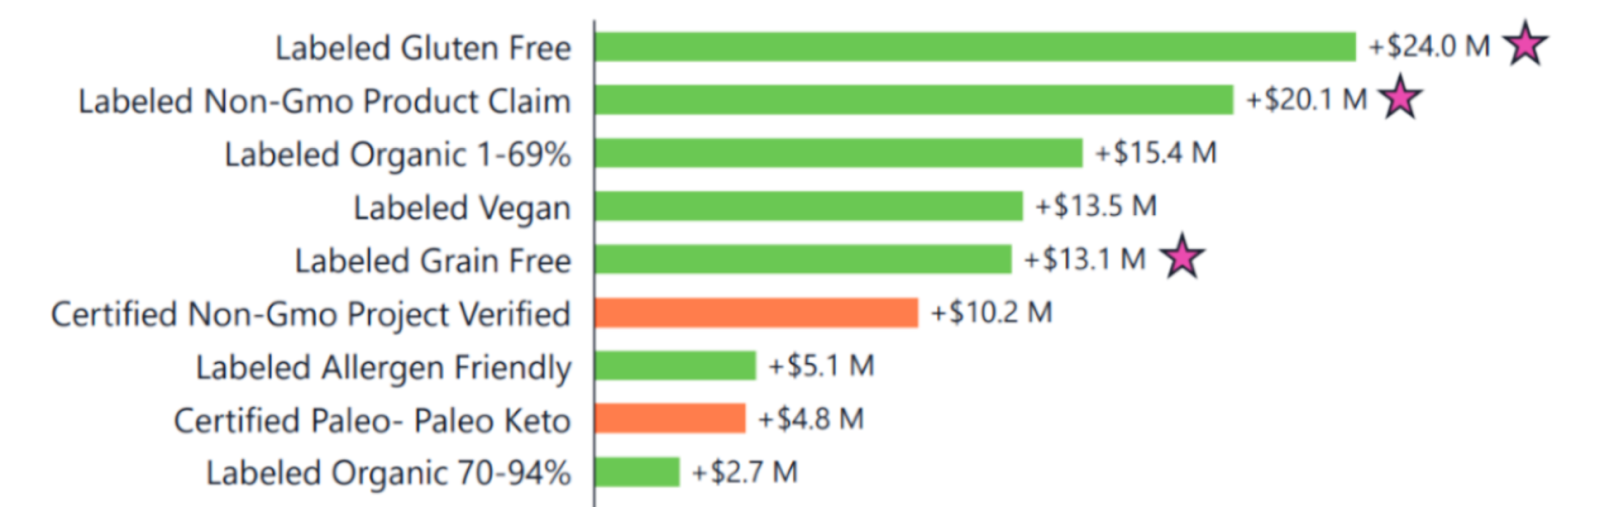 Labeled Gluten Free +$24.0 M
Labeled Non-Gmo Product Claim +$20.1 M
Labeled Organic 1-69% +$15.4 M
Labeled Vegan +$13.5 M
Labeled Grain Free +$13.1 M
Certified Non-Gmo Project Verified +$10.2 M
Labeled Allergen Friendly +$5.1 M
Certified Paleo- Paleo Keto +$4.8 M
Labeled Organic 70-94% +$2.7 M